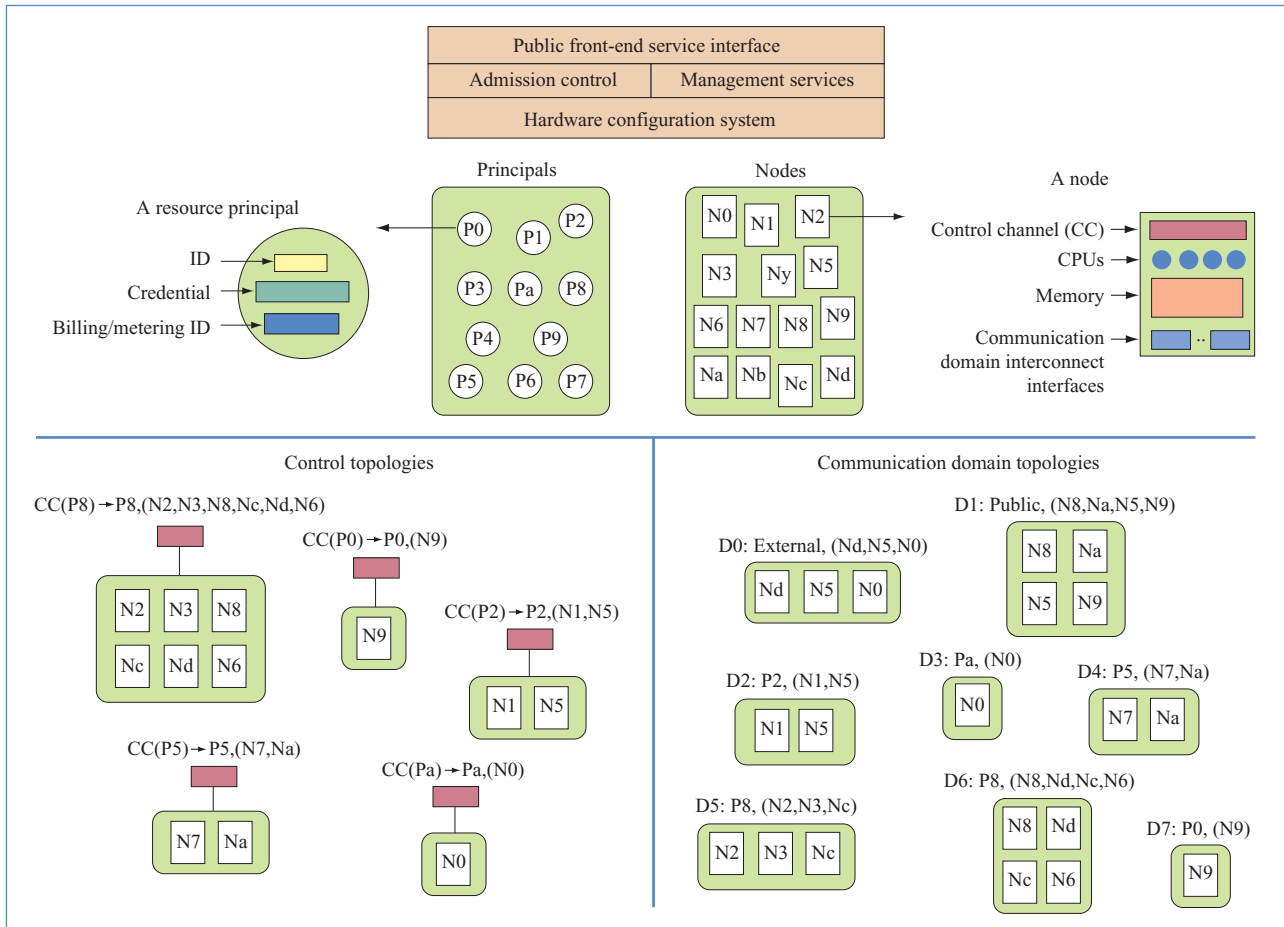 Public front-end service interface
Admission control
Management services
Hardware configuration system
Principals
Nodes
A node
A resource principal
ID
Credential
Billing/metering ID
P0
P1
P2
P3
Pa
P8
P4
P9
P5
P6
P7
N0
N1
N2
N3
Ny
N5
N6
N7
N8
N9
Na
Nb
Nc
Nd
Control channel (CC)
CPUs
Memory
Communication
domain interconnect
interfaces
..
Control topologies
CC(P8)→P8,(N2,N3,N8,Nc,Nd,N6)
N2
N3
N8
Nc
Nd
N6
CC(P0)→P0,(N9)
N9
CC(P2)→P2,(N1,N5)
N1
N5
CC(P5)→P5,(N7,Na)
N7
Na
CC(Pa)→Pa,(N0)
N0
Communication domain topologies
D0: External, (Nd,N5,N0)
Nd
N5
N0
D1: Public, (N8,Na,N5,N9)
N8
Na
N5
N9
D2: P2, (N1,N5)
N1
N5
D3: Pa, (N0)
N0
D4: P5, (N7,Na)
N7
Na
D5: P8, (N2,N3,Nc)
N2
N3
Nc
D6: P8, (N8,Nd,Nc,N6)
N8
Nd
Nc
N6
D7: P0, (N9)
N9